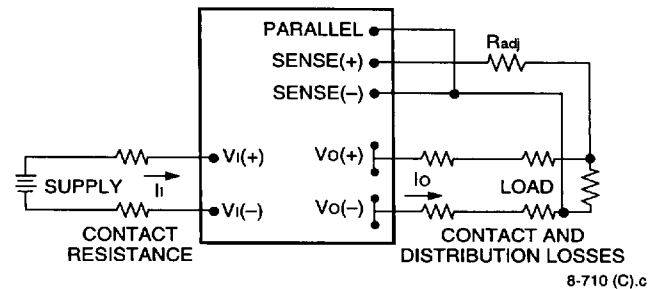 PARALLEL
SENSE(+)
SENSE(–)
Radj
VI(+)
VO(+)
SUPPLY
II
IO
LOAD
VI(–)
VO(–)
CONTACT
RESISTANCE
CONTACT AND
DISTRIBUTION LOSSES
8-710 (C).c